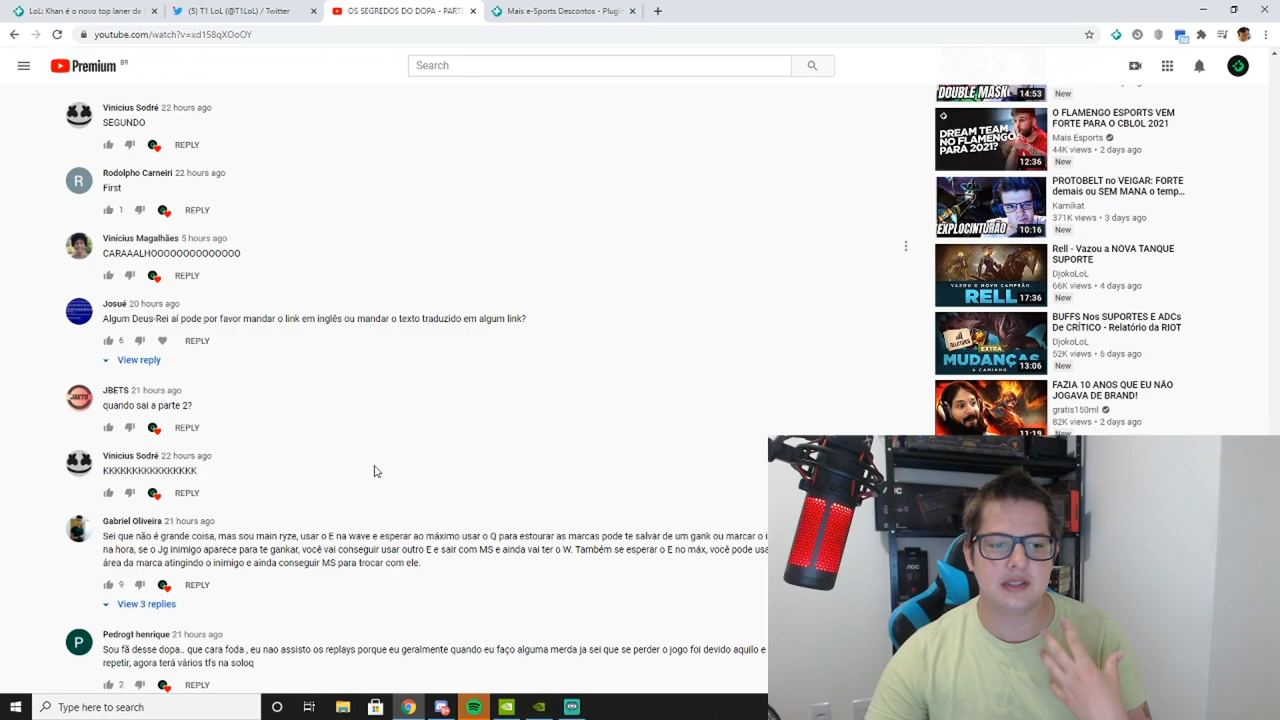 LoL: Khan é o novo top laner da
(5) T1 LoL (@T1LoL) / Twitter
OS SEGREDOS DO DOPA - PART
Mais e-Sports Descontos - Plugin
youtube.com/watch?v=xd158qXOoOY
Premium BR
Search
Vinicius Sodré 22 hours ago
SEGUNDO
REPLY
R
Rodolpho Carneiri 22 hours ago
First
1 REPLY
Vinícius Magalhães 5 hours ago
CARAAALHOOOOOOOOOOOOOO
REPLY
Josué 20 hours ago
Algum Deus-Rei aí pode por favor mandar o link em inglês ou mandar o texto traduzido em algum link?
6 REPLY
View reply
JBETS
JBETS 21 hours ago
quando sai a parte 2?
REPLY
Vinicius Sodré 22 hours ago
KKKKKKKKKKKKKKKK
REPLY
Gabriel Oliveira 21 hours ago
Sei que não é grande coisa, mas sou main ryze, usar o E na wave e esperar ao máximo usar o Q para estourar as marcas pode te salvar de um gank ou marcar o i
na hora, se o Jg inimigo aparece para te gankar, você vai conseguir usar outro E e sair com MS e ainda vai ter o W. Também se esperar o E no máx, você pode usa
área da marca atingindo o inimigo e ainda conseguir MS para trocar com ele.
9 REPLY
View 3 replies
P
Pedrogt henrique 21 hours ago
Sou fã desse dopa.. que cara foda , eu nao assisto os replays porque eu geralmente quando eu faço alguma merda ja sei que se perder o jogo foi devido aquilo e
repetir, agora terá vários tfs na soloq
2 REPLY
DOUBLE MASK
14:53
New
DREAM TEAM
NO FLAMENGO
PARA 2021?
12:36
O FLAMENGO ESPORTS VEM
FORTE PARA O CBLOL 2021
Mais Esports
44K views • 2 days ago
New
EXPLOCINTURÃO
10:16
PROTOBELT no VEIGAR: FORTE
demais ou SEM MANA o temp...
Kamikat
371K views • 3 days ago
New
VAZOU O NOVO CAMPEÃO:
RELL
17:36
Rell - Vazou a NOVA TANQUE
SUPORTE
DjokoLoL
66K views • 4 days ago
New
EXTRA
MUDANÇAS
A CAMINHO
13:06
BUFFS Nos SUPORTES E ADCs
De CRÍTICO - Relatório da RIOT
DjokoLoL
52K views • 6 days ago
New
11:19
FAZIA 10 ANOS QUE EU NÃO
JOGAVA DE BRAND!
gratis150ml
82K views • 2 days ago
New
AOC
Type here to search